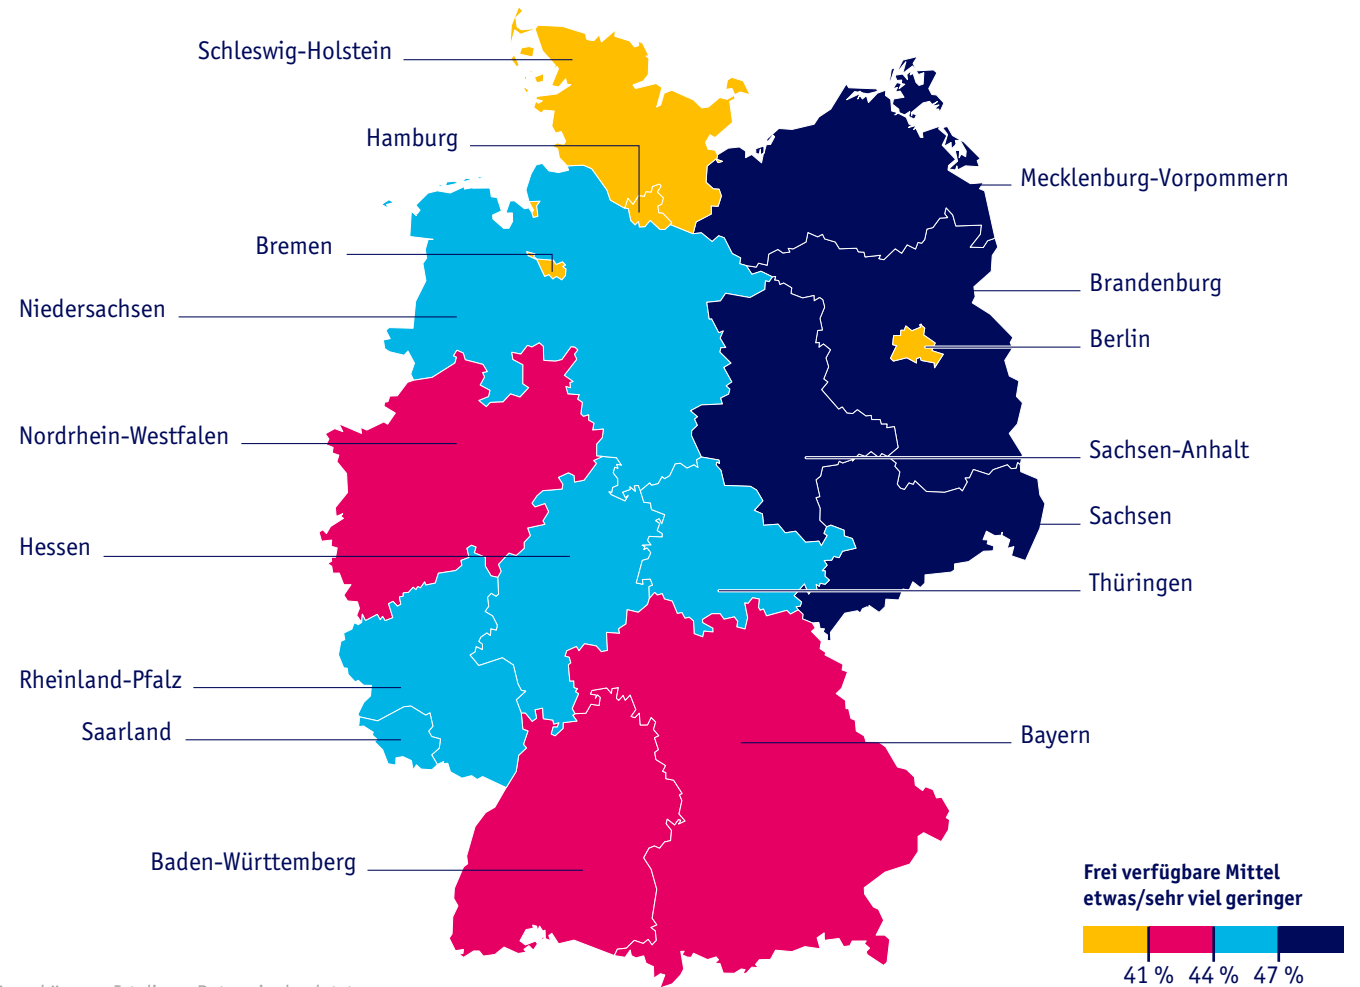 Schleswig-Holstein
Hamburg
Mecklenburg-Vorpommern
Bremen
Brandenburg
Niedersachsen
Berlin
Nordrhein-Westfalen
Sachsen-Anhalt
Sachsen
Hessen
Thüringen
Rheinland-Pfalz
Saarland
Bayern
Baden-Württemberg
Frei verfügbare Mittel
etwas/sehr viel geringer
41 % 44 % 47 %